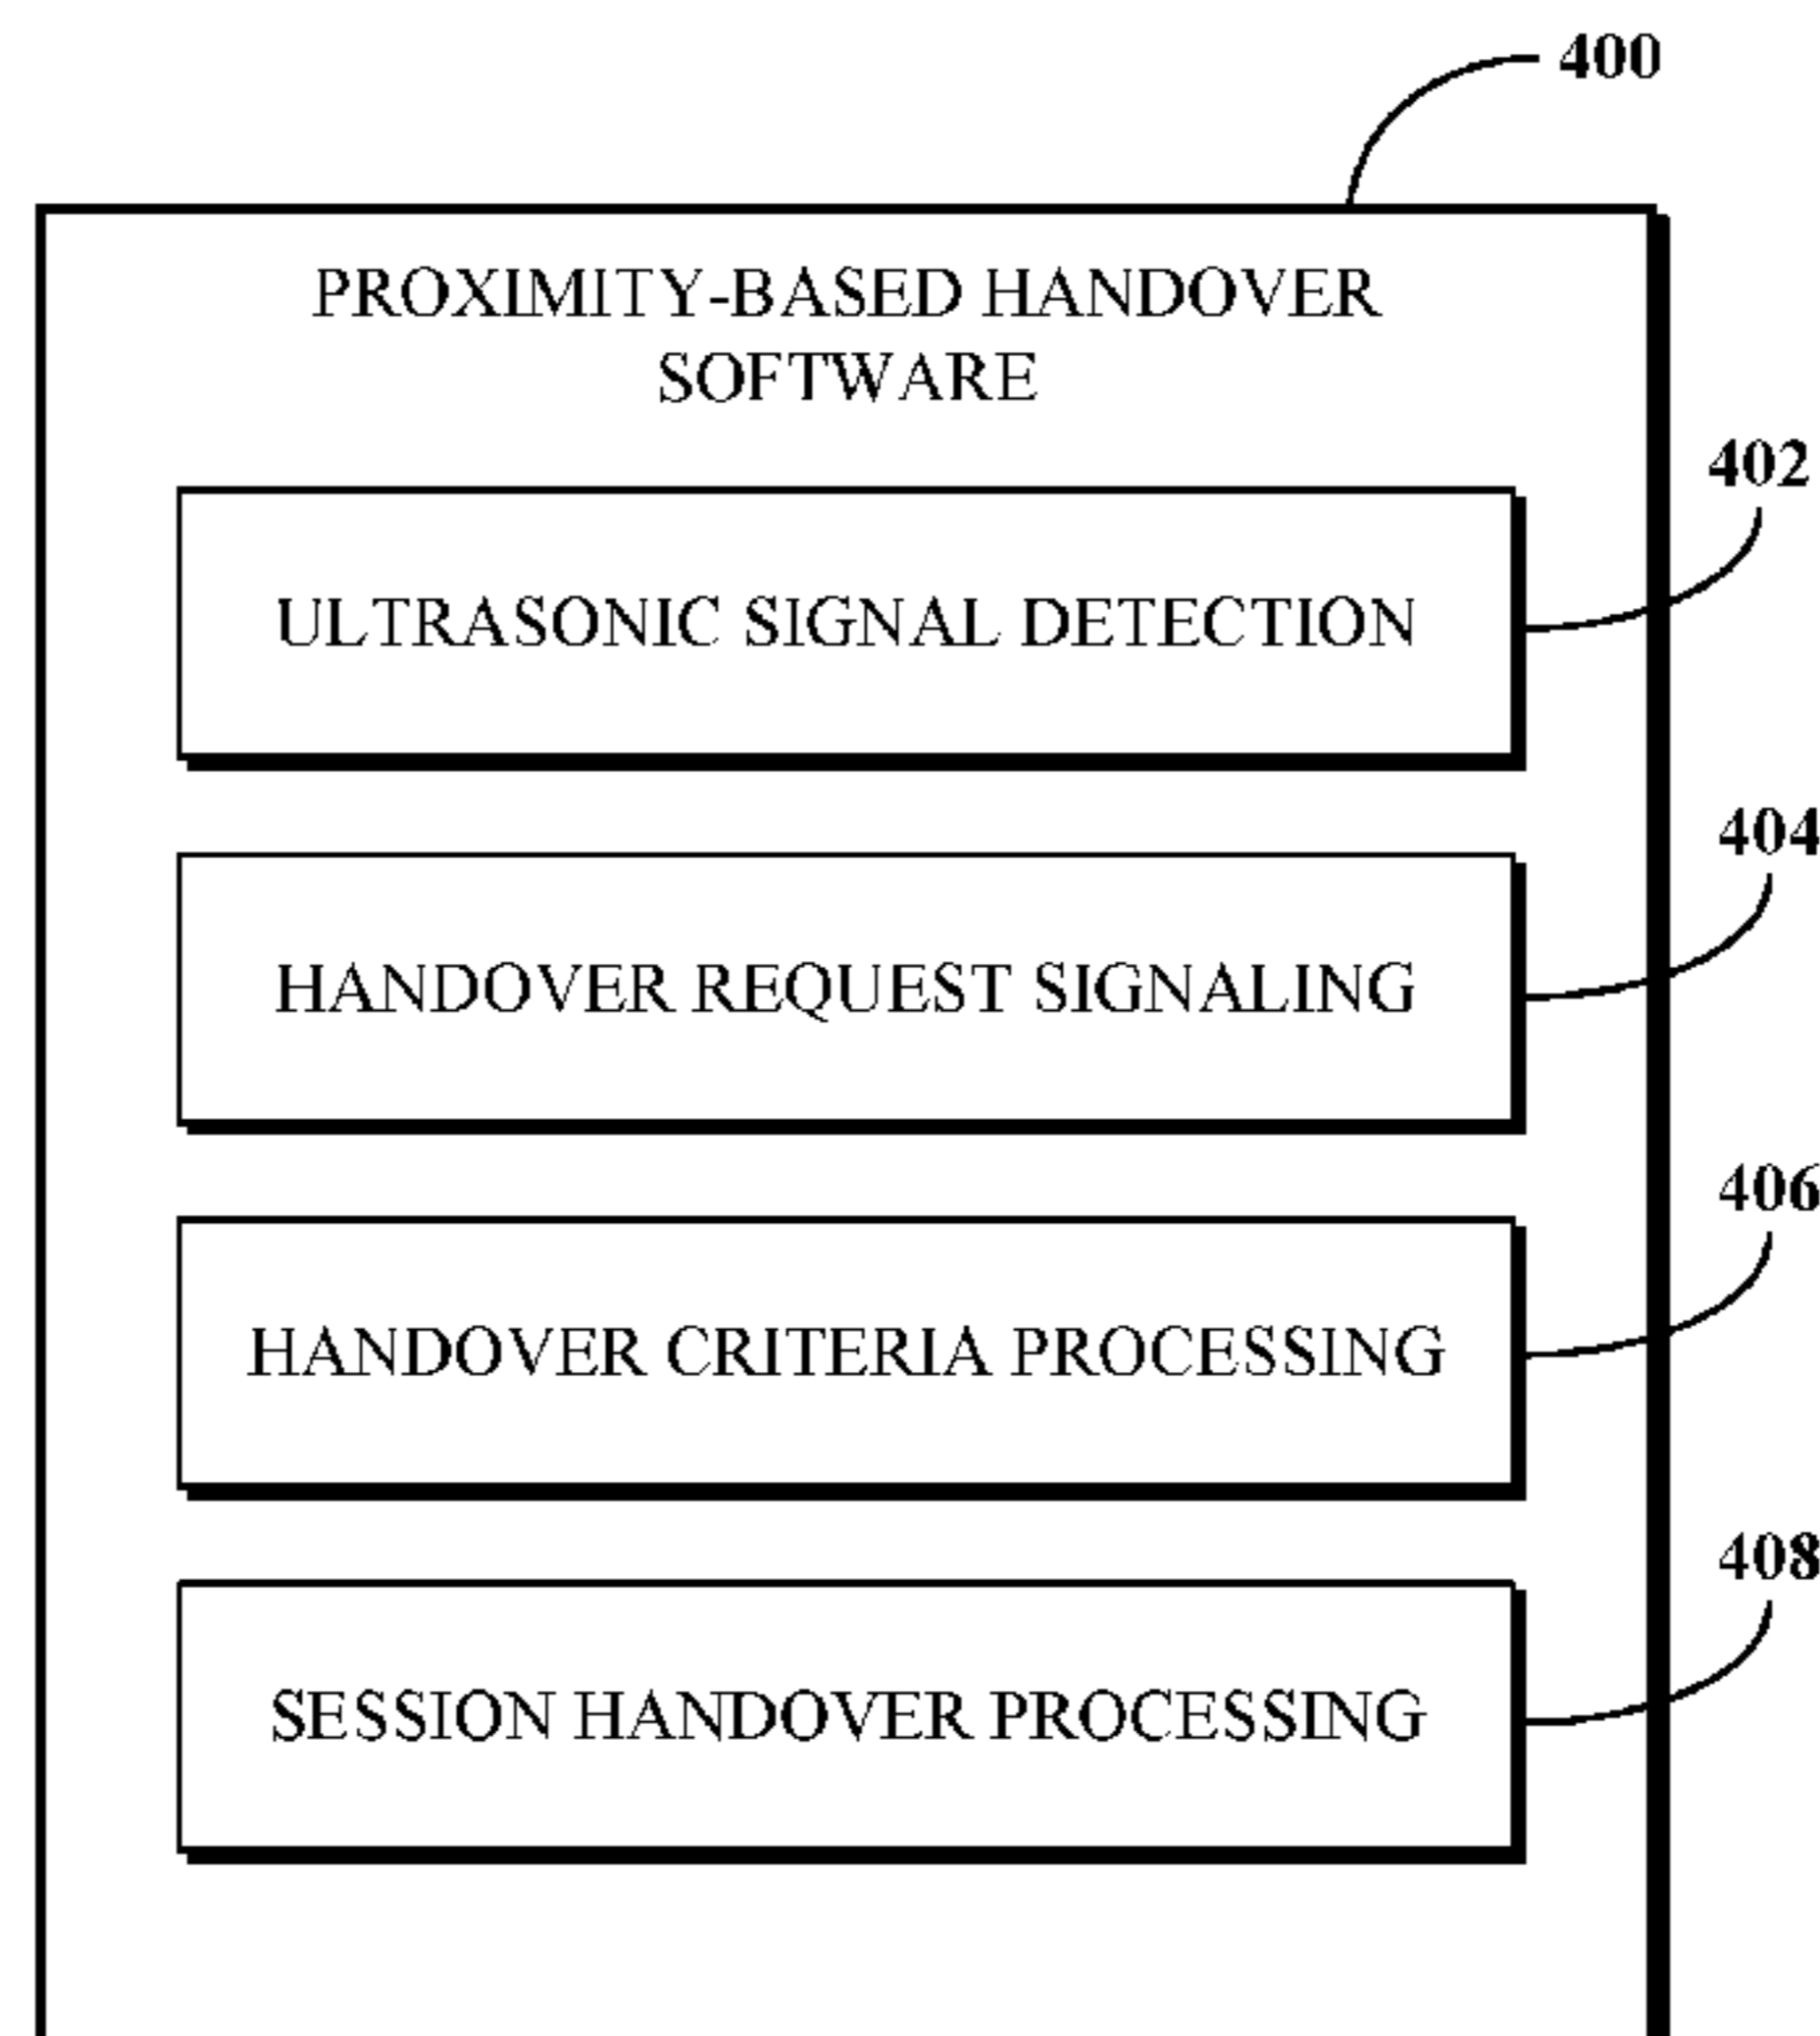 400
PROXIMITY-BASED HANDOVER
SOFTWARE
402
ULTRASONIC SIGNAL DETECTION
404
HANDOVER REQUEST SIGNALING
406
HANDOVER CRITERIA PROCESSING
408
SESSION HANDOVER PROCESSING